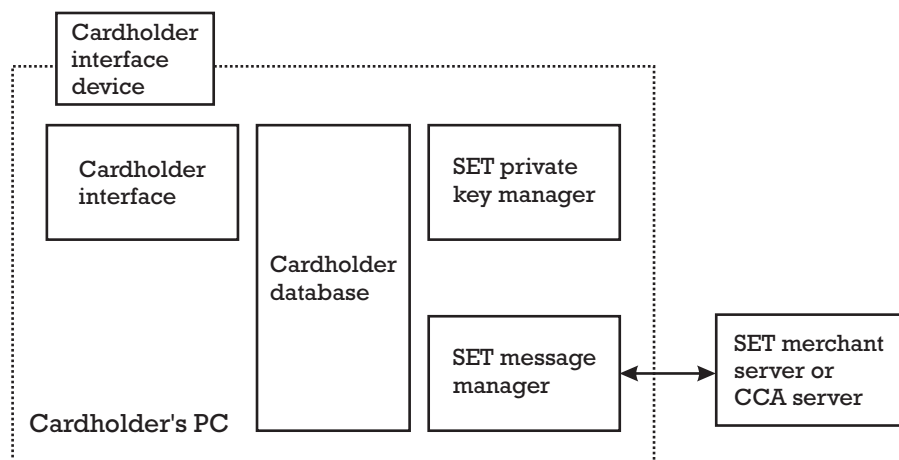 Cardholder
interface
device
Cardholder
interface
SET private
key manager
Cardholder
database
SET message
manager
SET merchant
server or
CCA server
Cardholder's PC